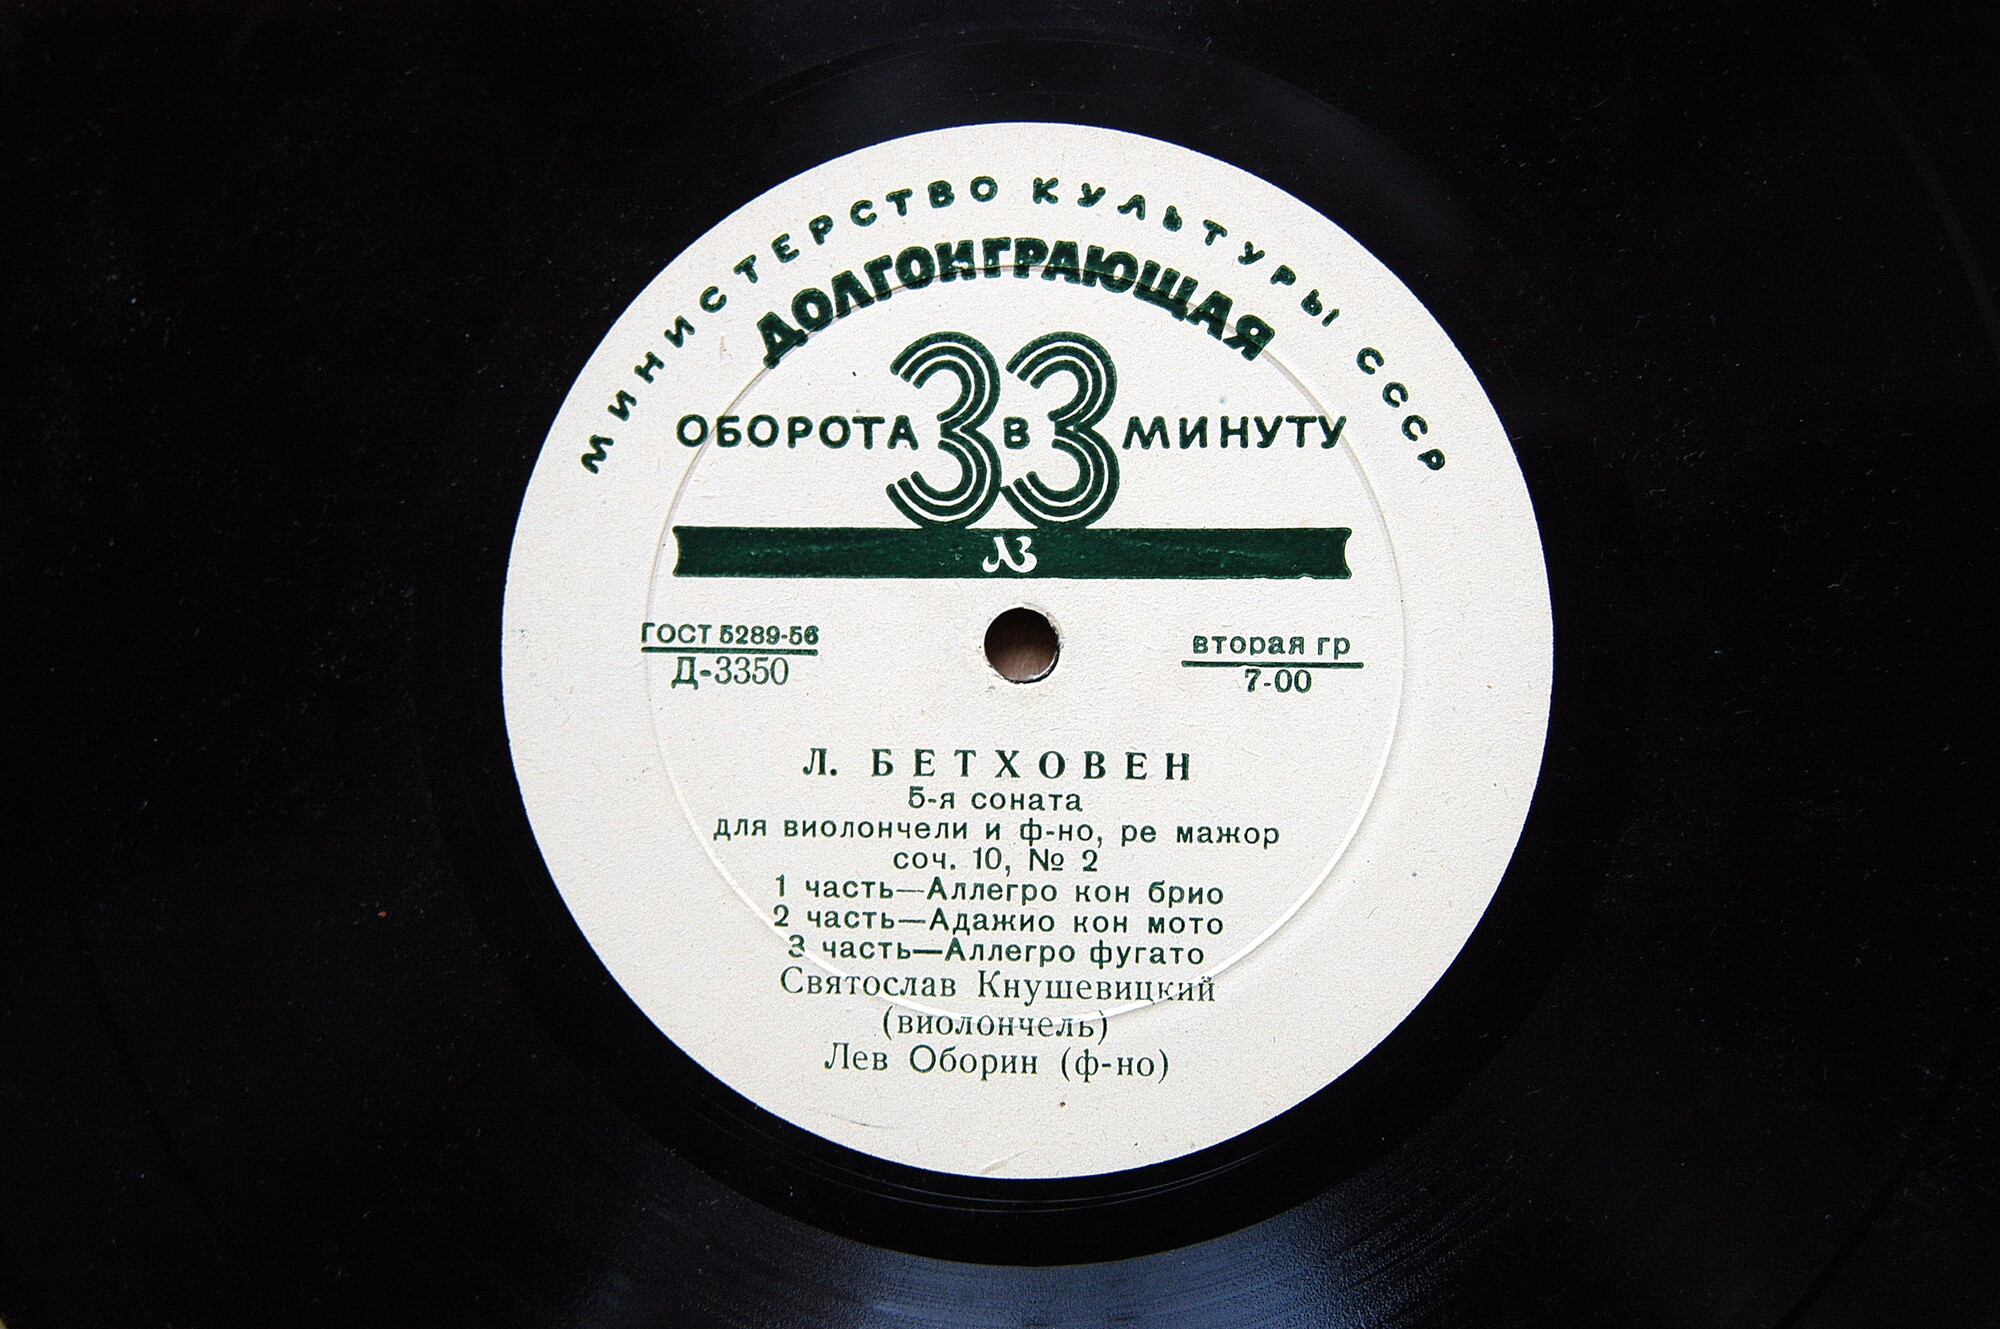 МИНИСТЕРСТВО КУЛЬТУРЫ СССР
ДОЛГОИГРАЮЩАЯ
33
ОБОРОТА В МИНУТУ
ЛЗ
ГОСТ 5289-56
Д-3350
вторая гр
7-00
Л. БЕТХОВЕН
5-я соната
для виолончели и ф-но, ре мажор
соч. 10, № 2
1 часть—Аллегро кон брио
2 часть—Адажио кон мото
3 часть—Аллегро фугато
Святослав Кнушевицкий
(виолончель)
Лев Оборин (ф-но)